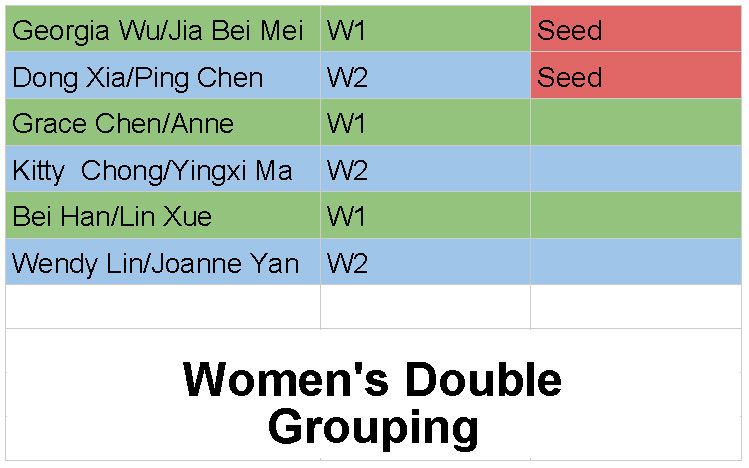 Georgia Wu/Jia Bei Mei W1 Seed
Dong Xia/Ping Chen W2 Seed
Grace Chen/Anne W1
Kitty  Chong/Yingxi Ma W2
Bei Han/Lin Xue W1
Wendy Lin/Joanne Yan W2
Women's Double
Grouping